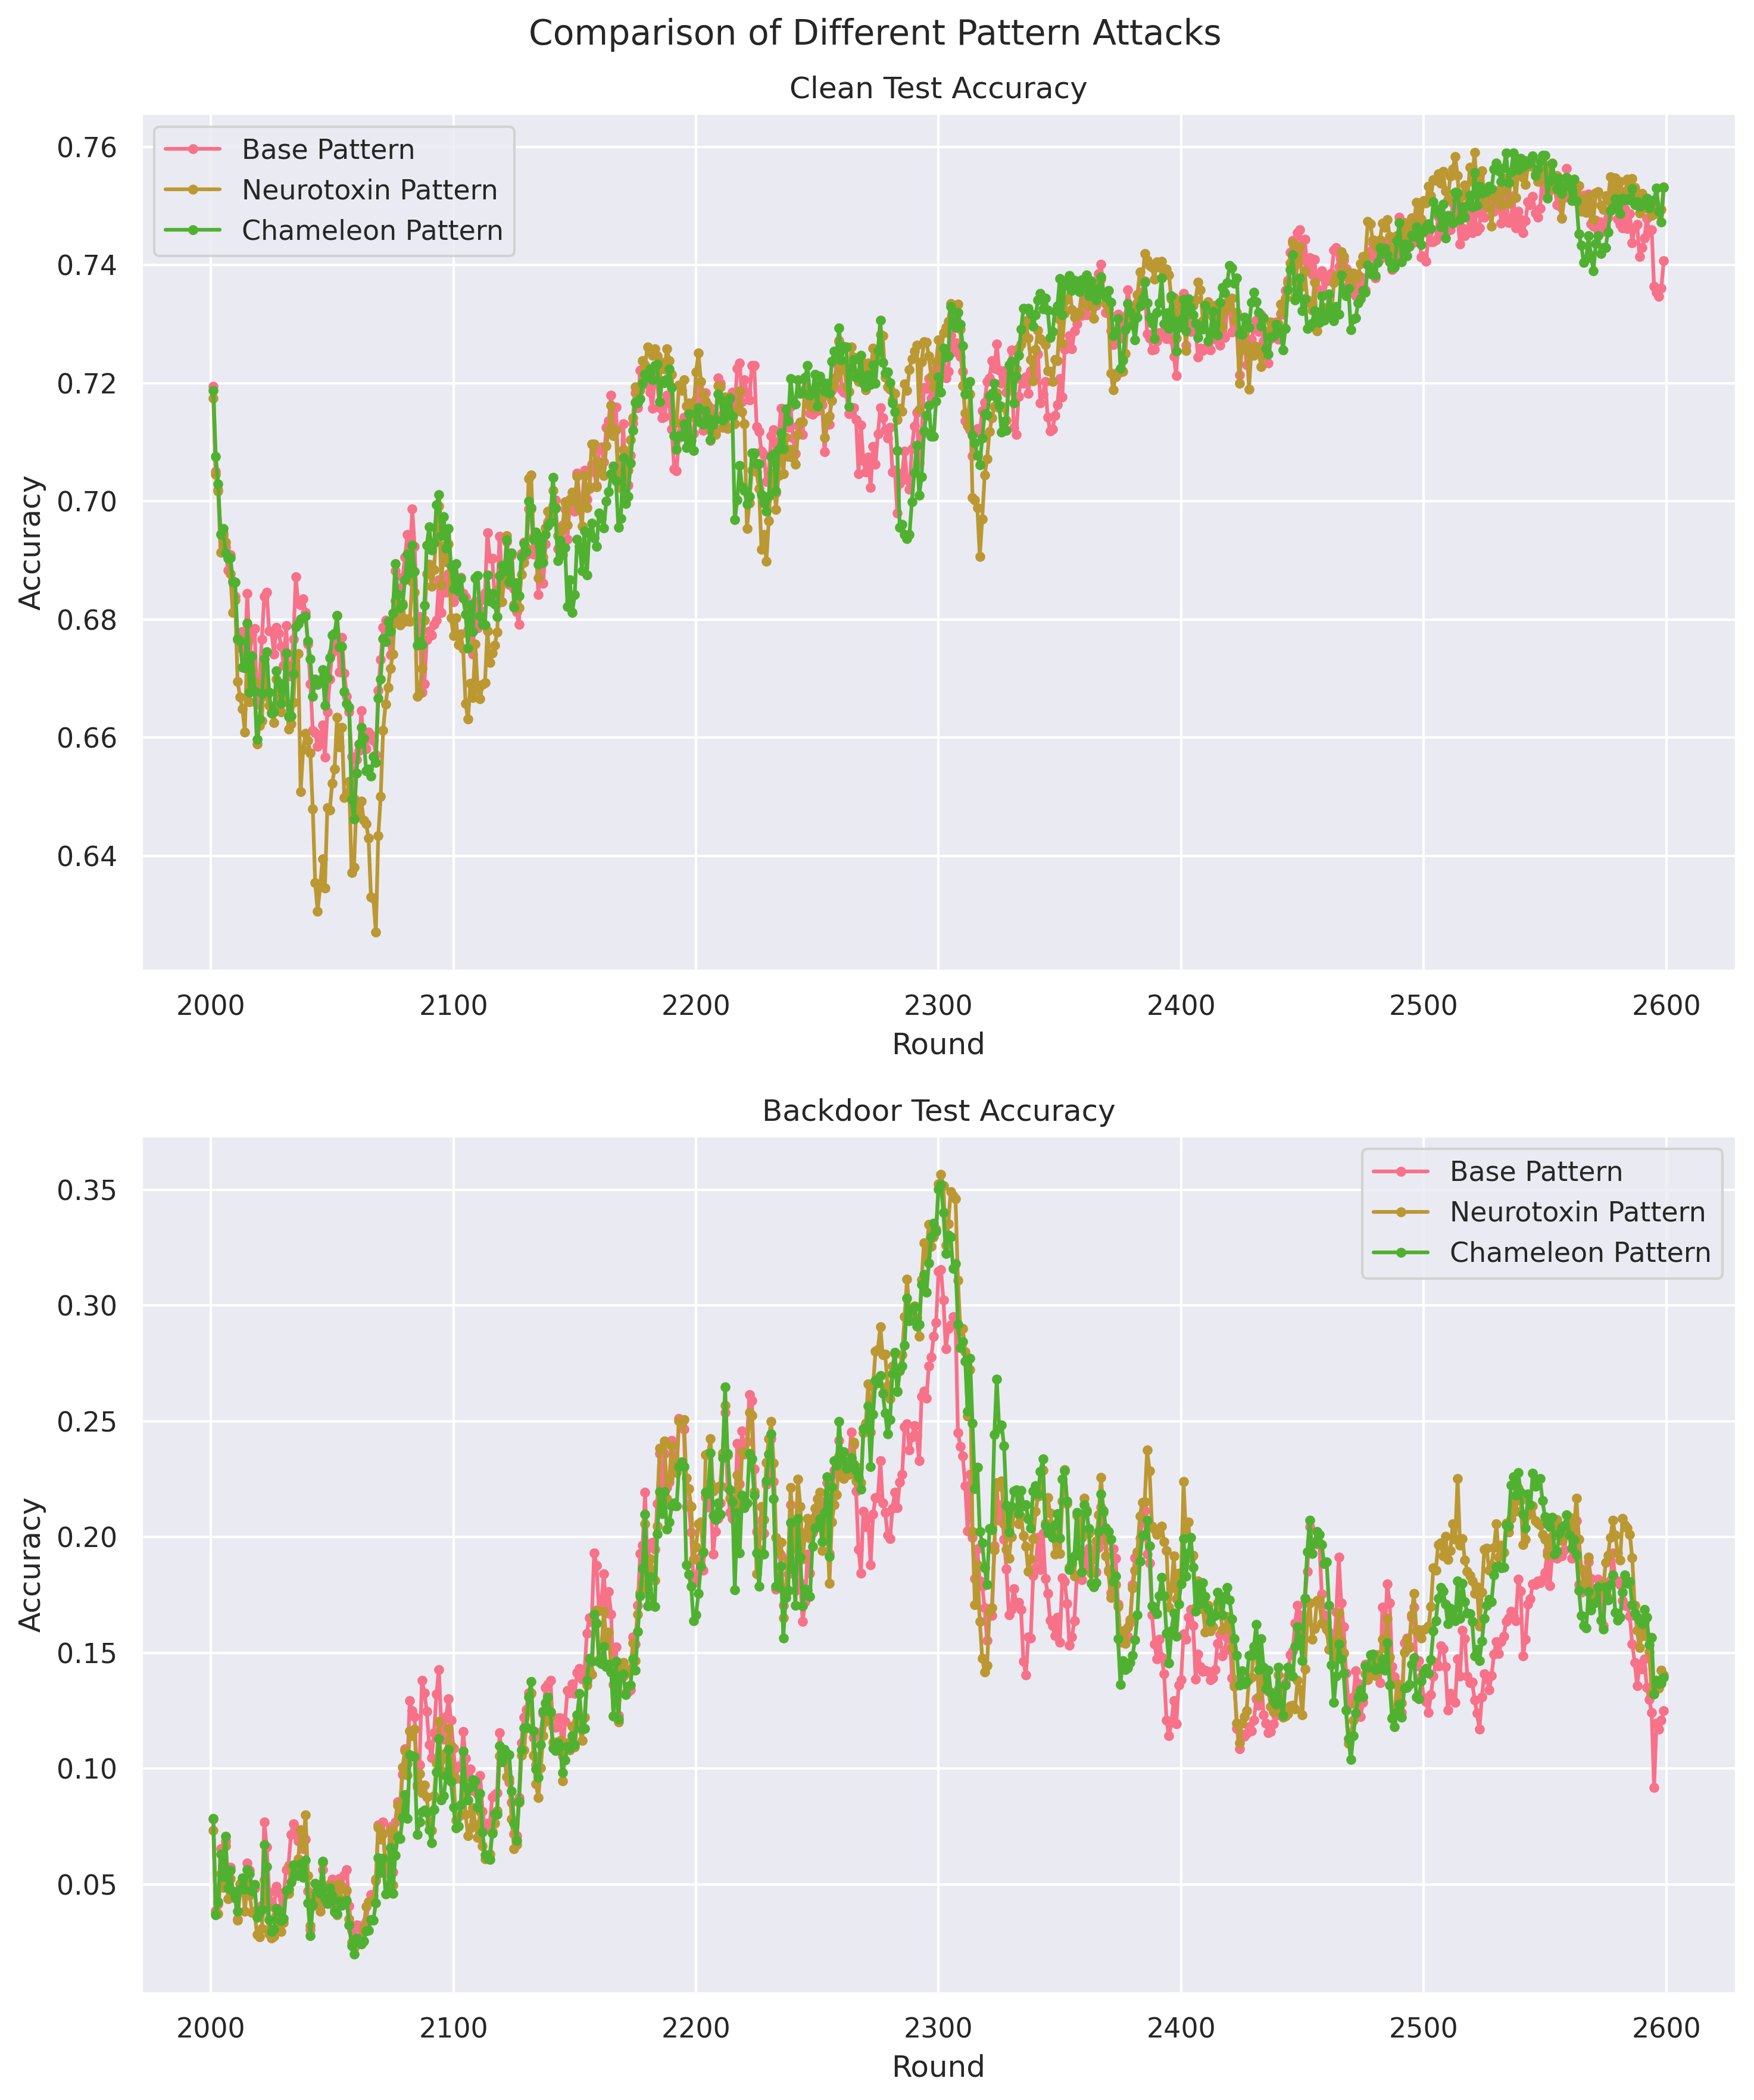 Comparison of Different Pattern Attacks
Clean Test Accuracy
Base Pattern
Neurotoxin Pattern
Chameleon Pattern
0.76
0.74
0.72
0.70
0.68
0.66
0.64
Accuracy
2000 2100 2200 2300 2400 2500 2600
Round
Backdoor Test Accuracy
Base Pattern
Neurotoxin Pattern
Chameleon Pattern
0.35
0.30
0.25
0.20
0.15
0.10
0.05
Accuracy
2000 2100 2200 2300 2400 2500 2600
Round